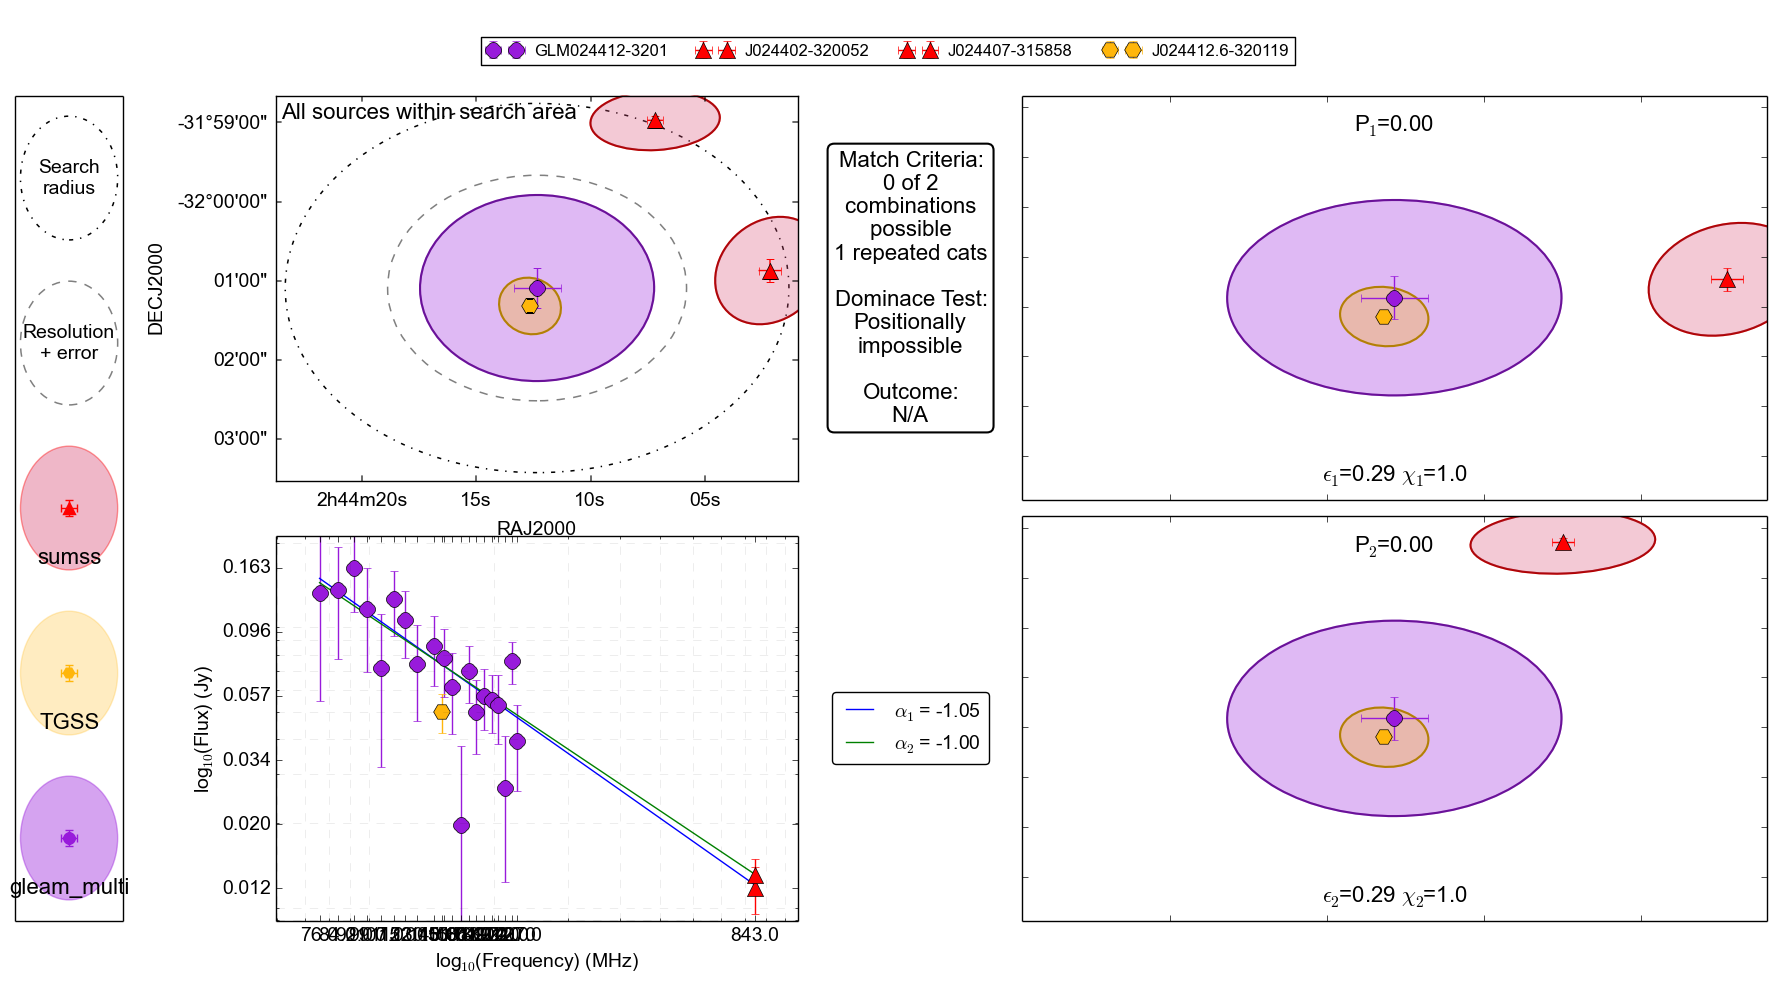 GLM024412-3201
J024402-320052
J024407-315858
J024412.6-320119
Search
radius
Resolution
+ error
sumss
TGSS
gleam_multi
All sources within search area
DECJ2000
-31°59'00"
-32°00'00"
01'00"
02'00"
03'00"
2h44m20s
15s
10s
05s
RAJ2000
Match Criteria:
0 of 2
combinations
possible
1 repeated cats
Dominace Test:
Positionally
impossible
Outcome:
N/A
P1=0.00
ϵ1=0.29 χ1=1.0
log10(Flux) (Jy)
0.163
0.096
0.057
0.034
0.020
0.012
843.0
log10(Frequency) (MHz)
α1 = -1.05
α2 = -1.00
P2=0.00
ϵ2=0.29 χ2=1.0